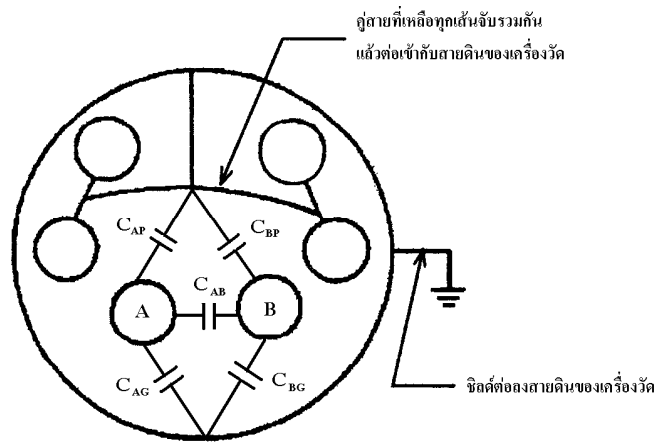 คู่สายที่เหลือทุกเส้นจับรวมกัน
แล้วต่อเข้ากับสายดินของเครื่องวัด
C_AP
C_BP
C_AB
A
B
C_AG
C_BG
ชิลด์ต่อลงสายดินของเครื่องวัด